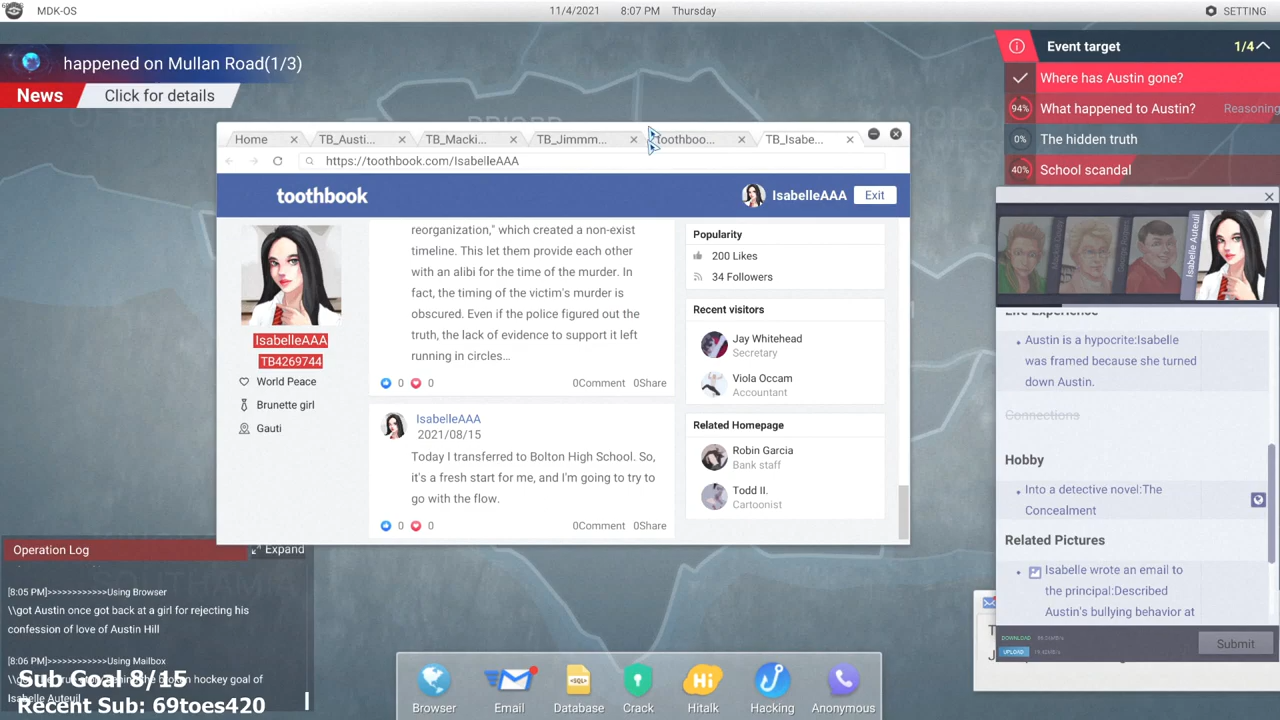 MDK-OS
11/4/2021 8:07 PM Thursday
SETTING
happened on Mullan Road(1/3)
News Click for details
Event target 1/4
Where has Austin gone?
94% What happened to Austin? Reasoning
0% The hidden truth
40% School scandal
Home TB_Austi... TB_Macki... TB_Jimmm... toothboo... TB_Isabe...
https://toothbook.com/IsabelleAAA
toothbook
IsabelleAAA Exit
IsabelleAAA
TB4269744
World Peace
Brunette girl
Gauti
reorganization," which created a non-exist
timeline. This let them provide each other
with an alibi for the time of the murder. In
fact, the timing of the victim's murder is
obscured. Even if the police figured out the
truth, the lack of evidence to support it left
running in circles...
0 0 0Comment 0Share
IsabelleAAA
2021/08/15
Today I transferred to Bolton High School. So,
it's a fresh start for me, and I'm going to try to
go with the flow.
0 0 0Comment 0Share
Popularity
200 Likes
34 Followers
Recent visitors
Jay Whitehead
Secretary
Viola Occam
Accountant
Related Homepage
Robin Garcia
Bank staff
Todd II.
Cartoonist
Isabelle Auteuil
Life Experience
Austin is a hypocrite:Isabelle
was framed because she turned
down Austin.
Connections
Hobby
Into a detective novel:The
Concealment
Related Pictures
Isabelle wrote an email to
the principal:Described
Austin's bullying behavior at
DOWNLOAD
UPLOAD
Submit
Operation Log Expand
[8:05 PM]>>>>>>>>>>>>Using Browser
\\got Austin once got back at a girl for rejecting his
confession of love of Austin Hill
[8:06 PM]>>>>>>>>>>>>Using Mailbox
hockey goal of
Isabelle Auteuil
Sub Goal 8/15
Recent Sub: 69toes420
Browser Email Database Crack Hitalk Hacking Anonymous